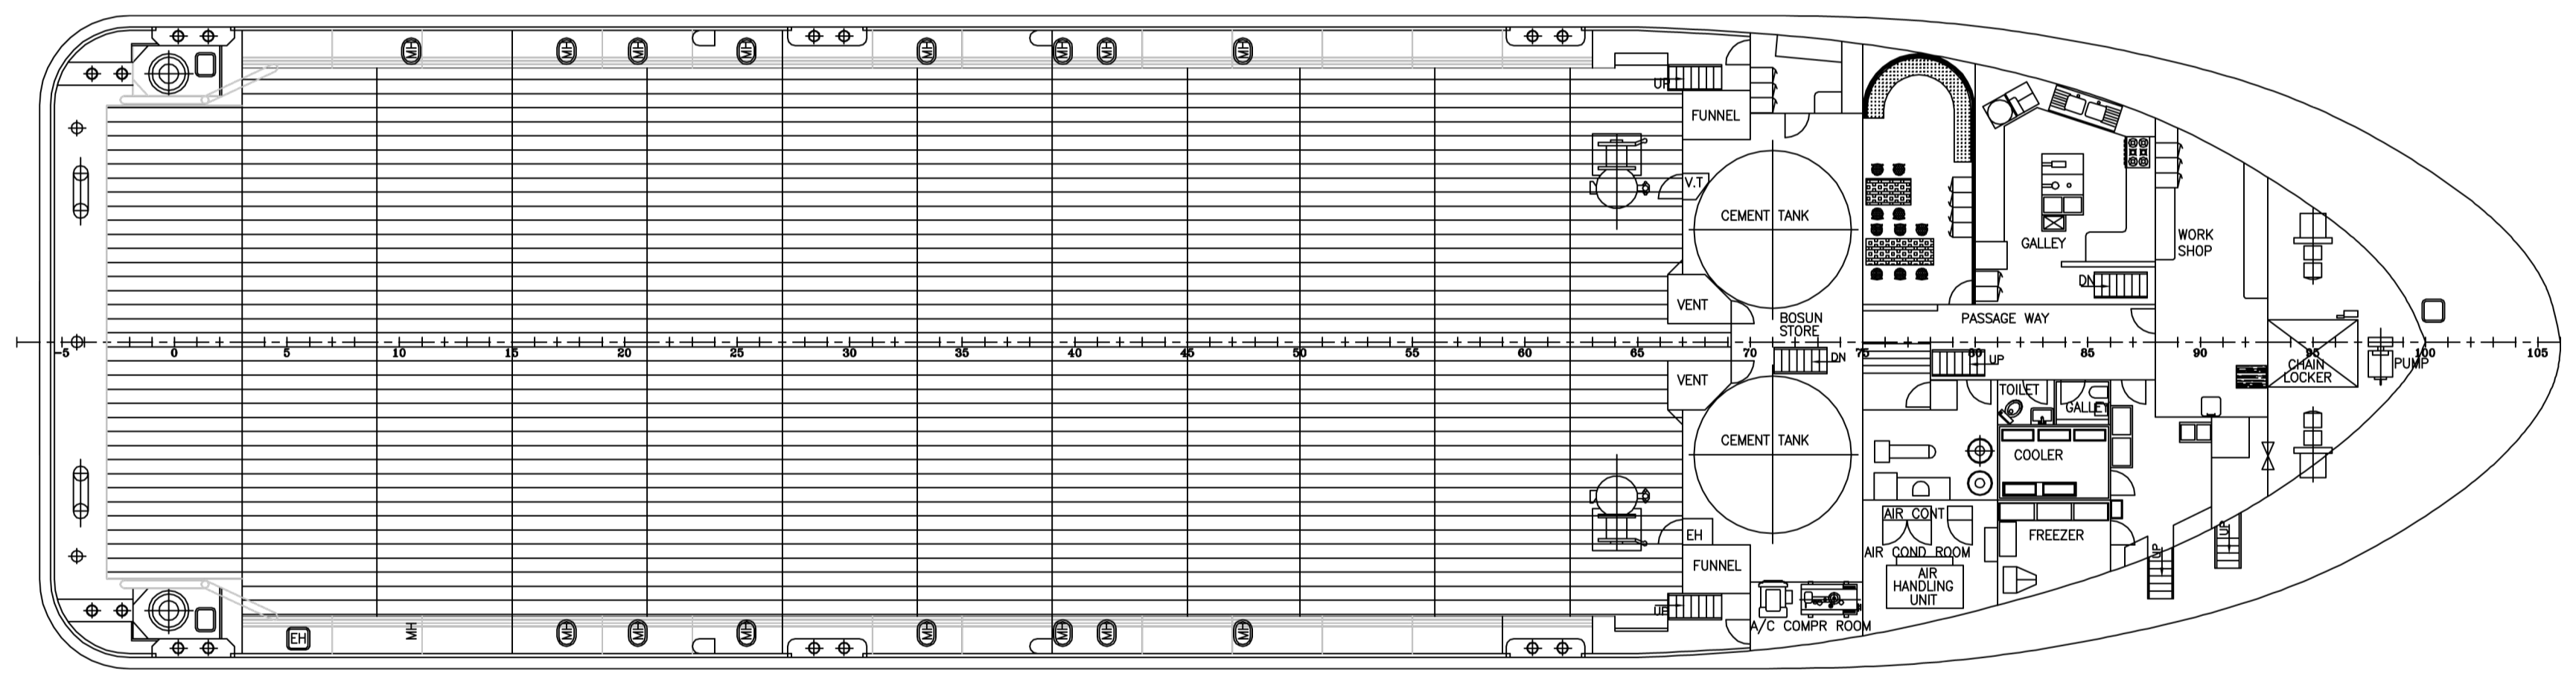 MH MH MH MH MH MH MH MH
UP
FUNNEL
V.T
CEMENT TANK
GALLEY
WORK
SHOP
DN
VENT
BOSUN
STORE
PASSAGE WAY
-5 0 5 10 15 20 25 30 35 40 45 50 55 60 65 70 75 80 85 90 95 100 105
DN
UP
CHAIN
LOCKER
PUMP
VENT
TOILET
GALLEY
CEMENT TANK
COOLER
AIR CONT
EH
FREEZER
UP
UP
AIR COND ROOM
FUNNEL
AIR
HANDLING
UNIT
UP
A/C COMPR ROOM
EH MH MH MH MH MH MH MH MH